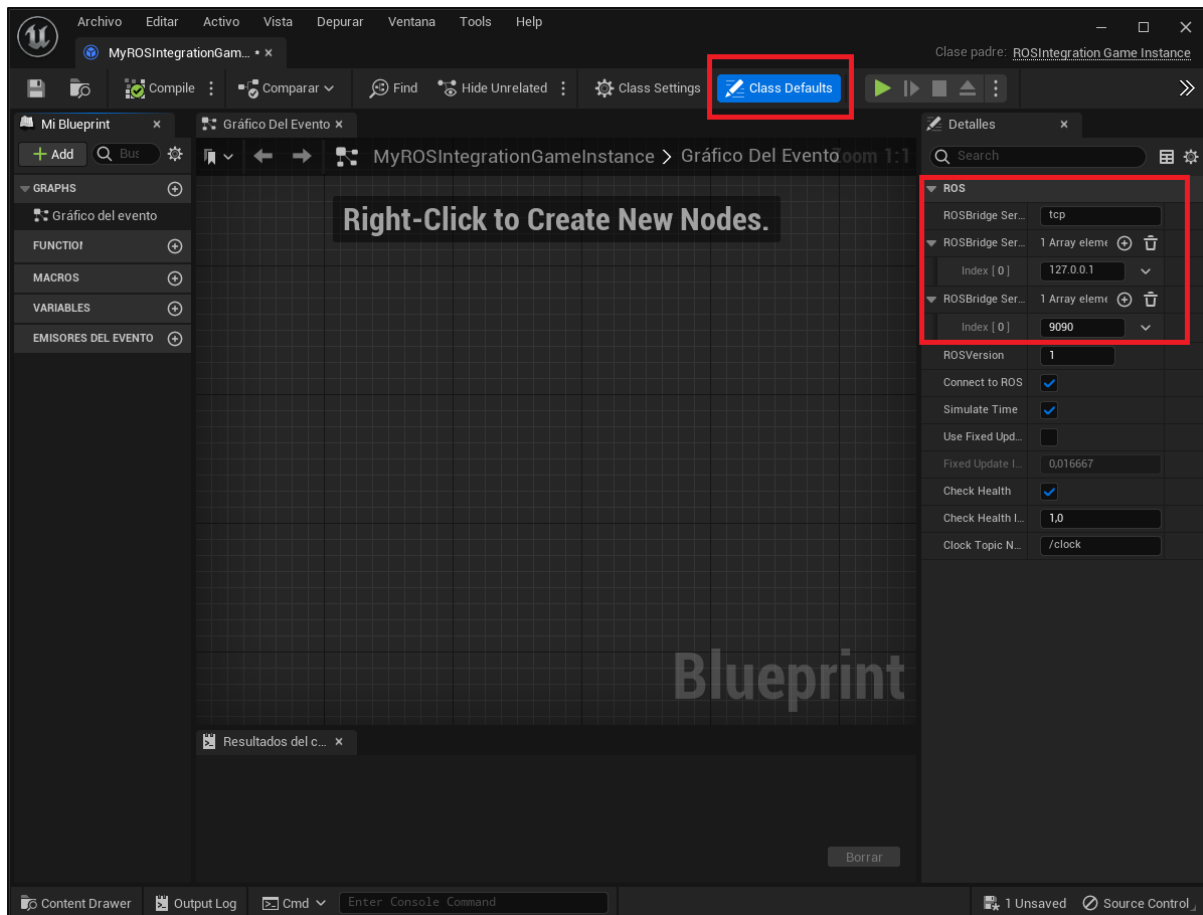 Archivo Editar Activo Vista Depurar Ventana Tools Help
MyROSIntegrationGam... • ×
Clase padre: ROSIntegration Game Instance
Compile Comparar Find Hide Unrelated Class Settings Class Defaults
Mi Blueprint ×
Gráfico Del Evento ×
Detalles ×
+ Add Bus
MyROSIntegrationGameInstance > Gráfico Del Evento
oom 1:1
Search
GRAPHS
Gráfico del evento
FUNCTIO
MACROS
VARIABLES
EMISORES DEL EVENTO
Right-Click to Create New Nodes.
Blueprint
ROS
ROSBridge Ser... tcp
ROSBridge Ser... 1 Array eleme
Index [ 0 ] 127.0.0.1
ROSBridge Ser... 1 Array eleme
Index [ 0 ] 9090
ROSVersion 1
Connect to ROS
Simulate Time
Use Fixed Upd...
Fixed Update I... 0,016667
Check Health
Check Health I... 1,0
Clock Topic N... /clock
Resultados del c... ×
Borrar
Content Drawer Output Log Cmd Enter Console Command 1 Unsaved Source Control